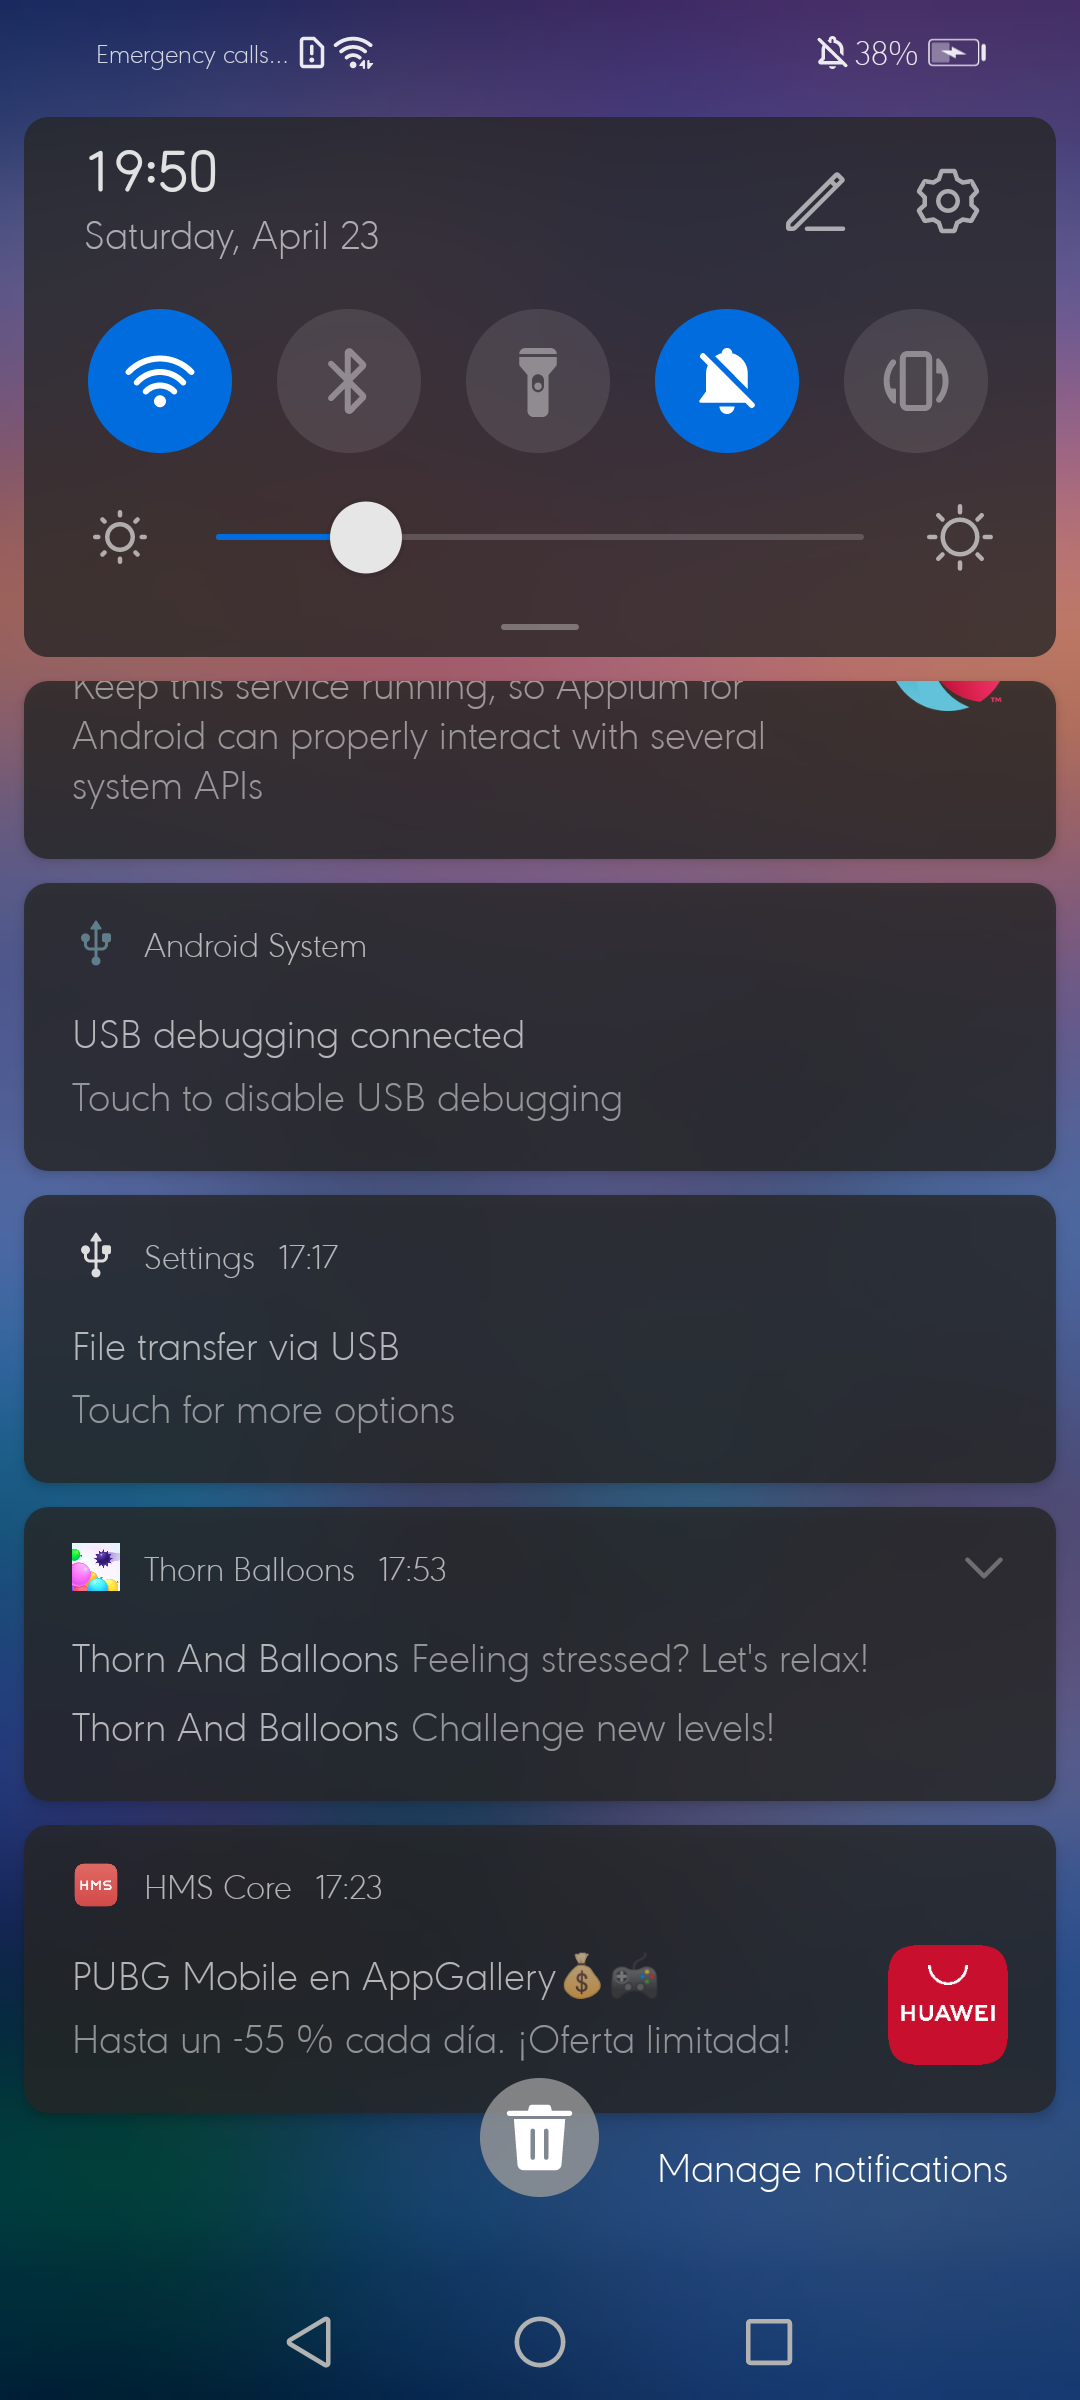 Emergency calls...
38%
19:50
Saturday, April 23
Keep this service running, so Appium for
Android can properly interact with several
system APIs
Android System
USB debugging connected
Touch to disable USB debugging
Settings 17:17
File transfer via USB
Touch for more options
Thorn Balloons 17:53
Thorn And Balloons Feeling stressed? Let's relax!
Thorn And Balloons Challenge new levels!
HMS
HMS Core 17:23
PUBG Mobile en AppGallery💰🎮
Hasta un -55 % cada día. ¡Oferta limitada!
HUAWEI
Manage notifications